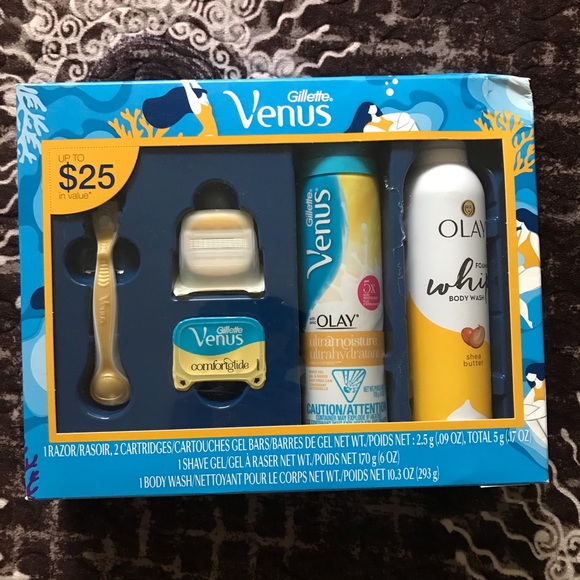 Gillette
Venus
UP TO
$25
in value*
Gillette
Venus
comfortglide
Gillette
Venus
5x
with
OLAY
ultramoisture
ultrahydratant
CAUTION/ATTENTION
OLAY
whip
BODY WASH
shea
butter
1 RAZOR/RASOIR, 2 CARTRIDGES/CARTOUCHES GEL BARS/BARRES DE GEL NET WT./POIDS NET : 2.5 g (.09 OZ), TOTAL 5 g (.17 OZ)
1 SHAVE GEL/GEL À RASER NET WT./POIDS NET 170 g (6 OZ)
1 BODY WASH/NETTOYANT POUR LE CORPS NET WT./POIDS NET 10.3 OZ (293 g)